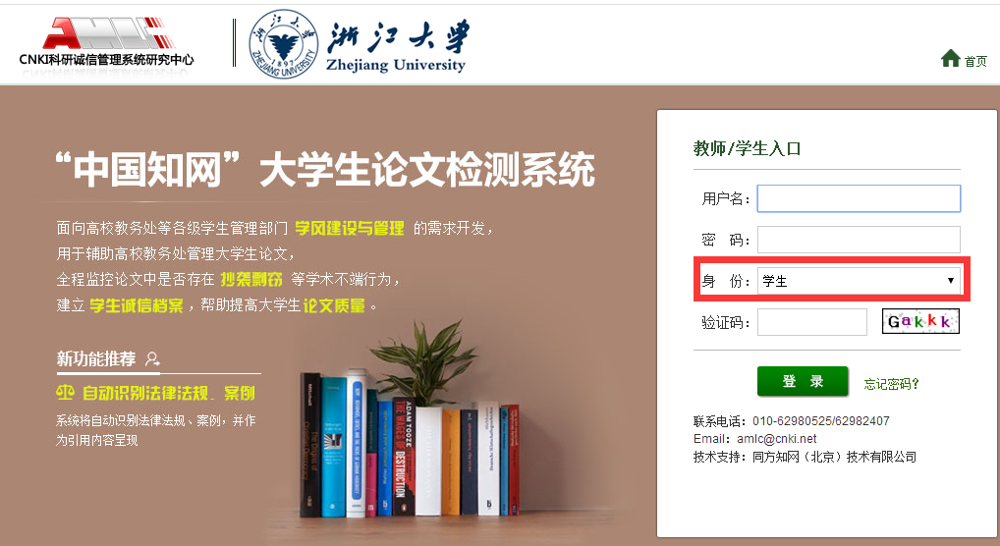 CNKI科研诚信管理系统研究中心
浙江大学
Zhejiang University
ZHEJIANG UNIVERSITY
1897
首页
“中国知网”大学生论文检测系统
面向高校教务处等各级学生管理部门 学风建设与管理 的需求开发，
用于辅助高校教务处管理大学生论文，
全程监控论文中是否存在 抄袭剽窃 等学术不端行为，
建立 学生诚信档案 ，帮助提高大学生 论文质量 。
新功能推荐
自动识别法律法规、案例
系统将自动识别法律法规、案例，并作
为引用内容呈现
ADAM TOOZE
THE WAGES OF DESTRUCTION
教师/学生入口
用户名：
密 码：
身 份： 学生
验证码： Gakkk
登 录 忘记密码?
联系电话：010-62980525/62982407
Email：amlc@cnki.net
技术支持：同方知网（北京）技术有限公司